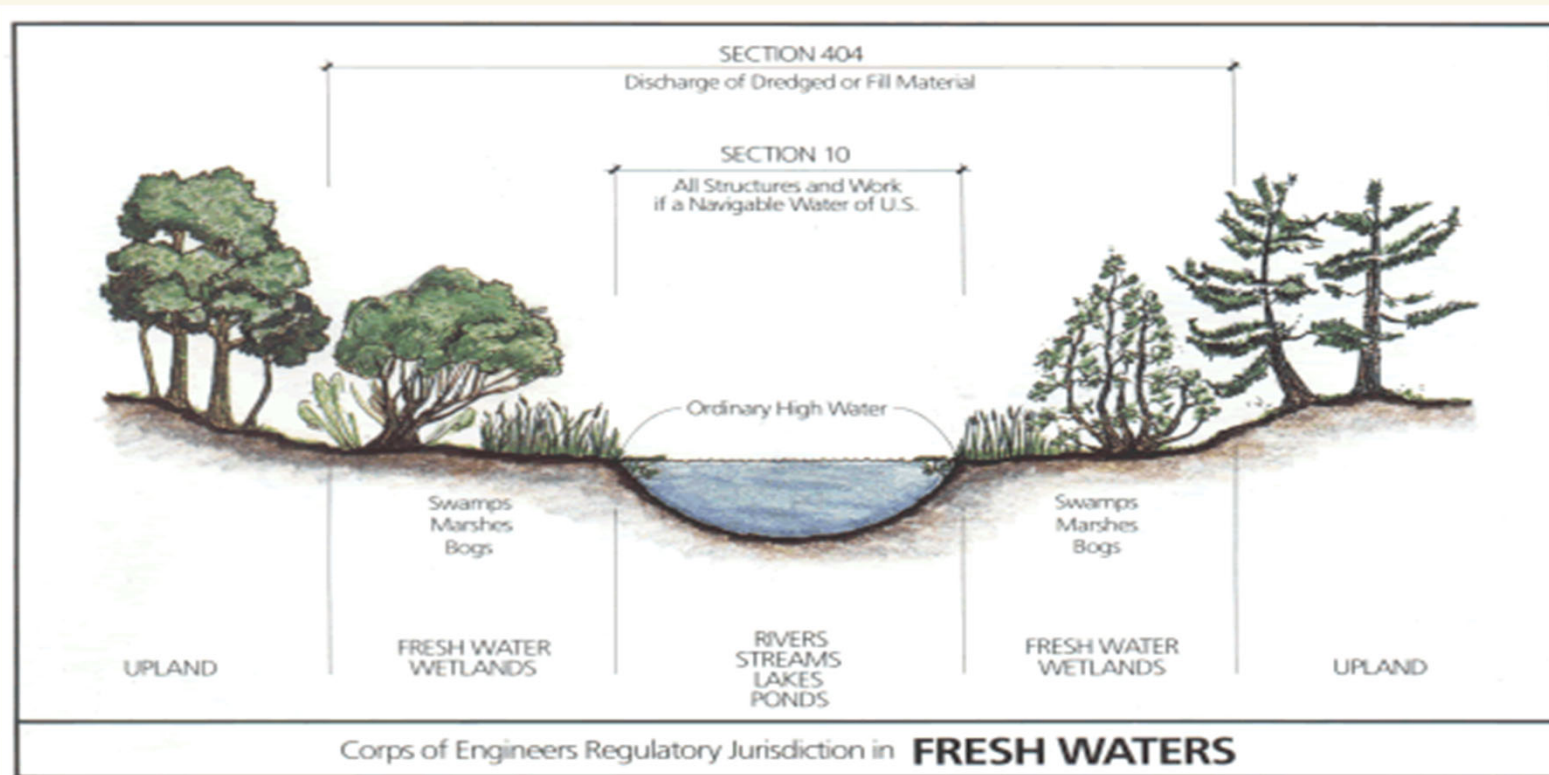 SECTION 404
Discharge of Dredged or Fill Material
SECTION 10
All Structures and Work
if a Navigable Water of U.S.
Ordinary High Water
Swamps
Marshes
Bogs
Swamps
Marshes
Bogs
UPLAND
FRESH WATER
WETLANDS
RIVERS
STREAMS
LAKES
PONDS
FRESH WATER
WETLANDS
UPLAND
Corps of Engineers Regulatory Jurisdiction in FRESH WATERS